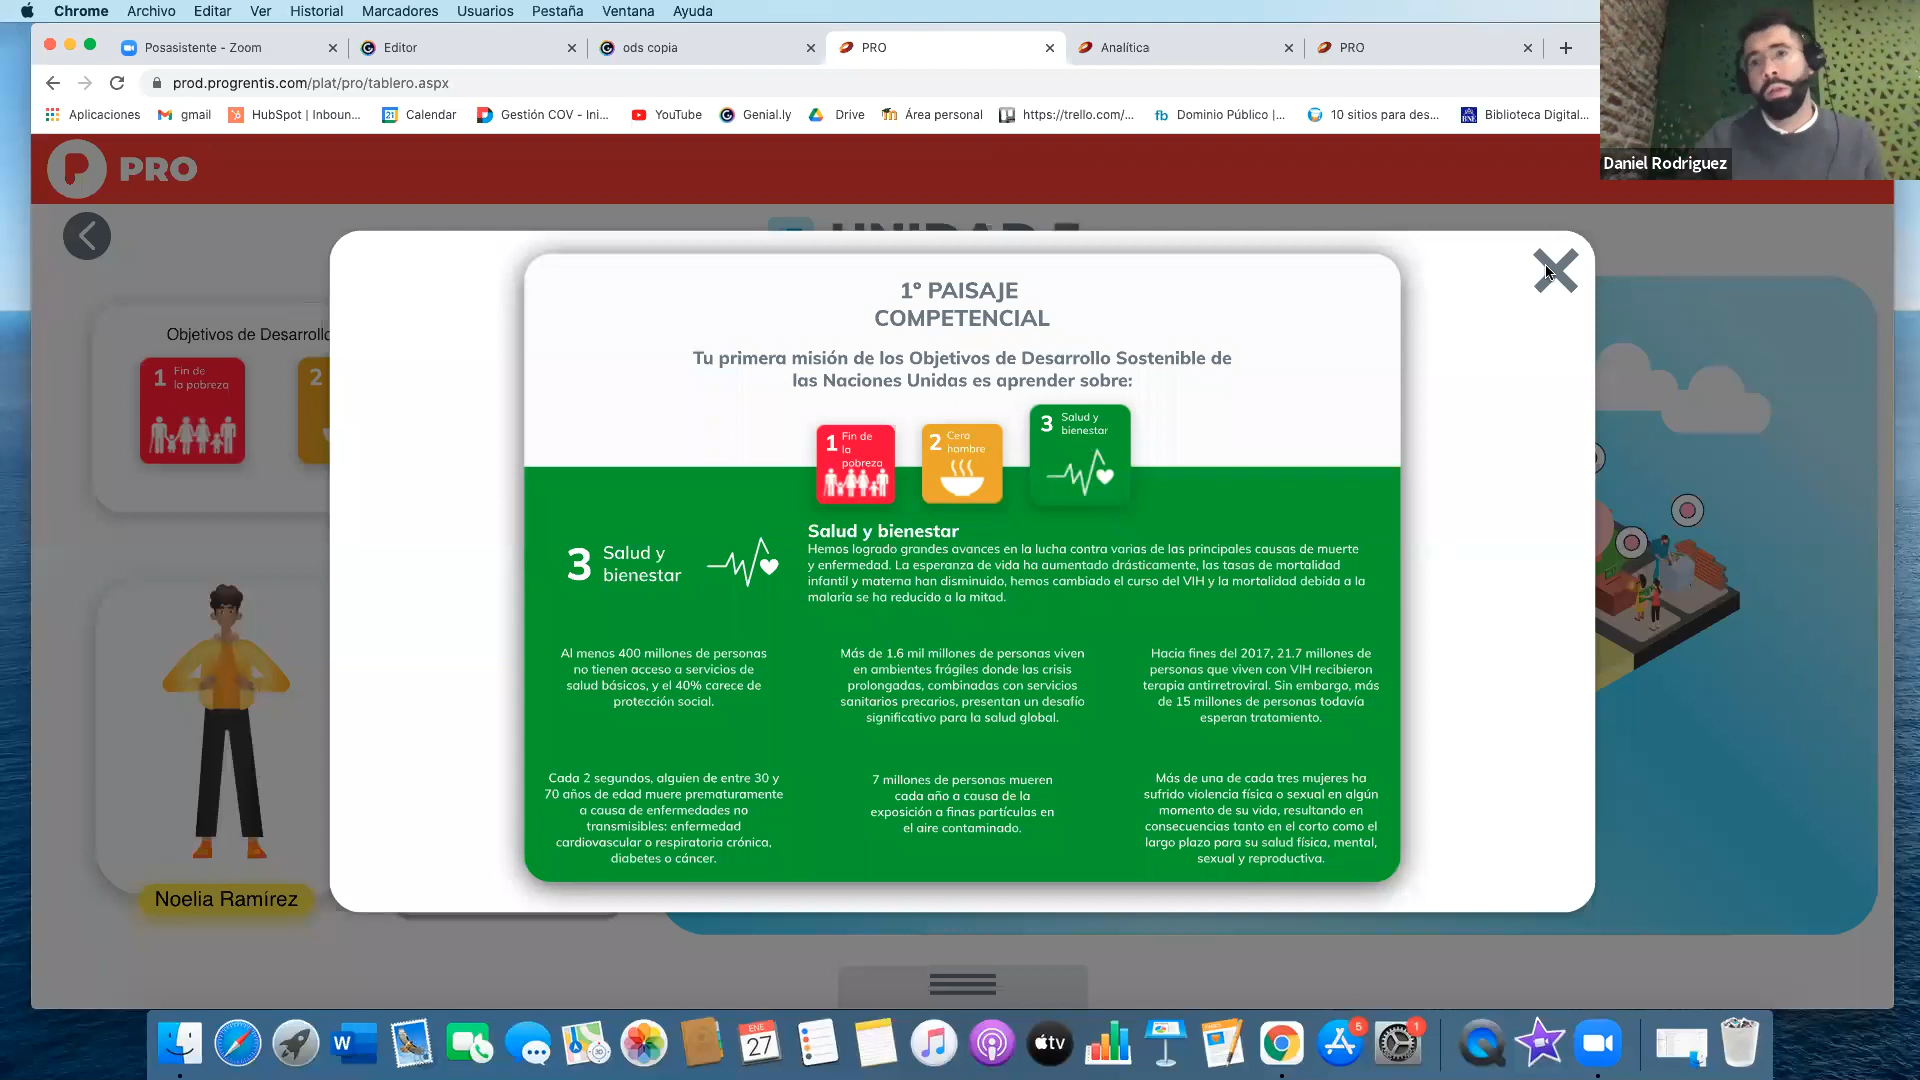 Chrome Archivo Editar Ver Historial Marcadores Usuarios Pestaña Ventana Ayuda
Posasistente - Zoom
Editor
ods copia
PRO
Analítica
PRO
prod.progrentis.com/plat/pro/tablero.aspx
Aplicaciones
gmail
HubSpot | Inboun...
Calendar
Gestión COV - Ini...
YouTube
Genial.ly
Drive
Área personal
https://trello.com/...
Dominio Público |...
10 sitios para des...
Biblioteca Digital...
Daniel Rodriguez
PRO
Objetivos de Desarrollo
1 Fin de
la pobreza
2
1º PAISAJE
COMPETENCIAL
Tu primera misión de los Objetivos de Desarrollo Sostenible de
las Naciones Unidas es aprender sobre:
1 Fin de
la
pobreza
2 Cero
hambre
3 Salud y
bienestar
3 Salud y
bienestar
Salud y bienestar
Hemos logrado grandes avances en la lucha contra varias de las principales causas de muerte
y enfermedad. La esperanza de vida ha aumentado drásticamente, las tasas de mortalidad
infantil y materna han disminuido, hemos cambiado el curso del VIH y la mortalidad debida a la
malaria se ha reducido a la mitad.
Al menos 400 millones de personas
no tienen acceso a servicios de
salud básicos, y el 40% carece de
protección social.
Más de 1.6 mil millones de personas viven
en ambientes frágiles donde las crisis
prolongadas, combinadas con servicios
sanitarios precarios, presentan un desafío
significativo para la salud global.
Hacia fines del 2017, 21.7 millones de
personas que viven con VIH recibieron
terapia antirretroviral. Sin embargo, más
de 15 millones de personas todavía
esperan tratamiento.
Cada 2 segundos, alguien de entre 30 y
70 años de edad muere prematuramente
a causa de enfermedades no
transmisibles: enfermedad
cardiovascular o respiratoria crónica,
diabetes o cáncer.
7 millones de personas mueren
cada año a causa de la
exposición a finas partículas en
el aire contaminado.
Más de una de cada tres mujeres ha
sufrido violencia física o sexual en algún
momento de su vida, resultando en
consecuencias tanto en el corto como el
largo plazo para su salud física, mental,
sexual y reproductiva.
Noelia Ramírez
W
ENE
27
tv
5
1